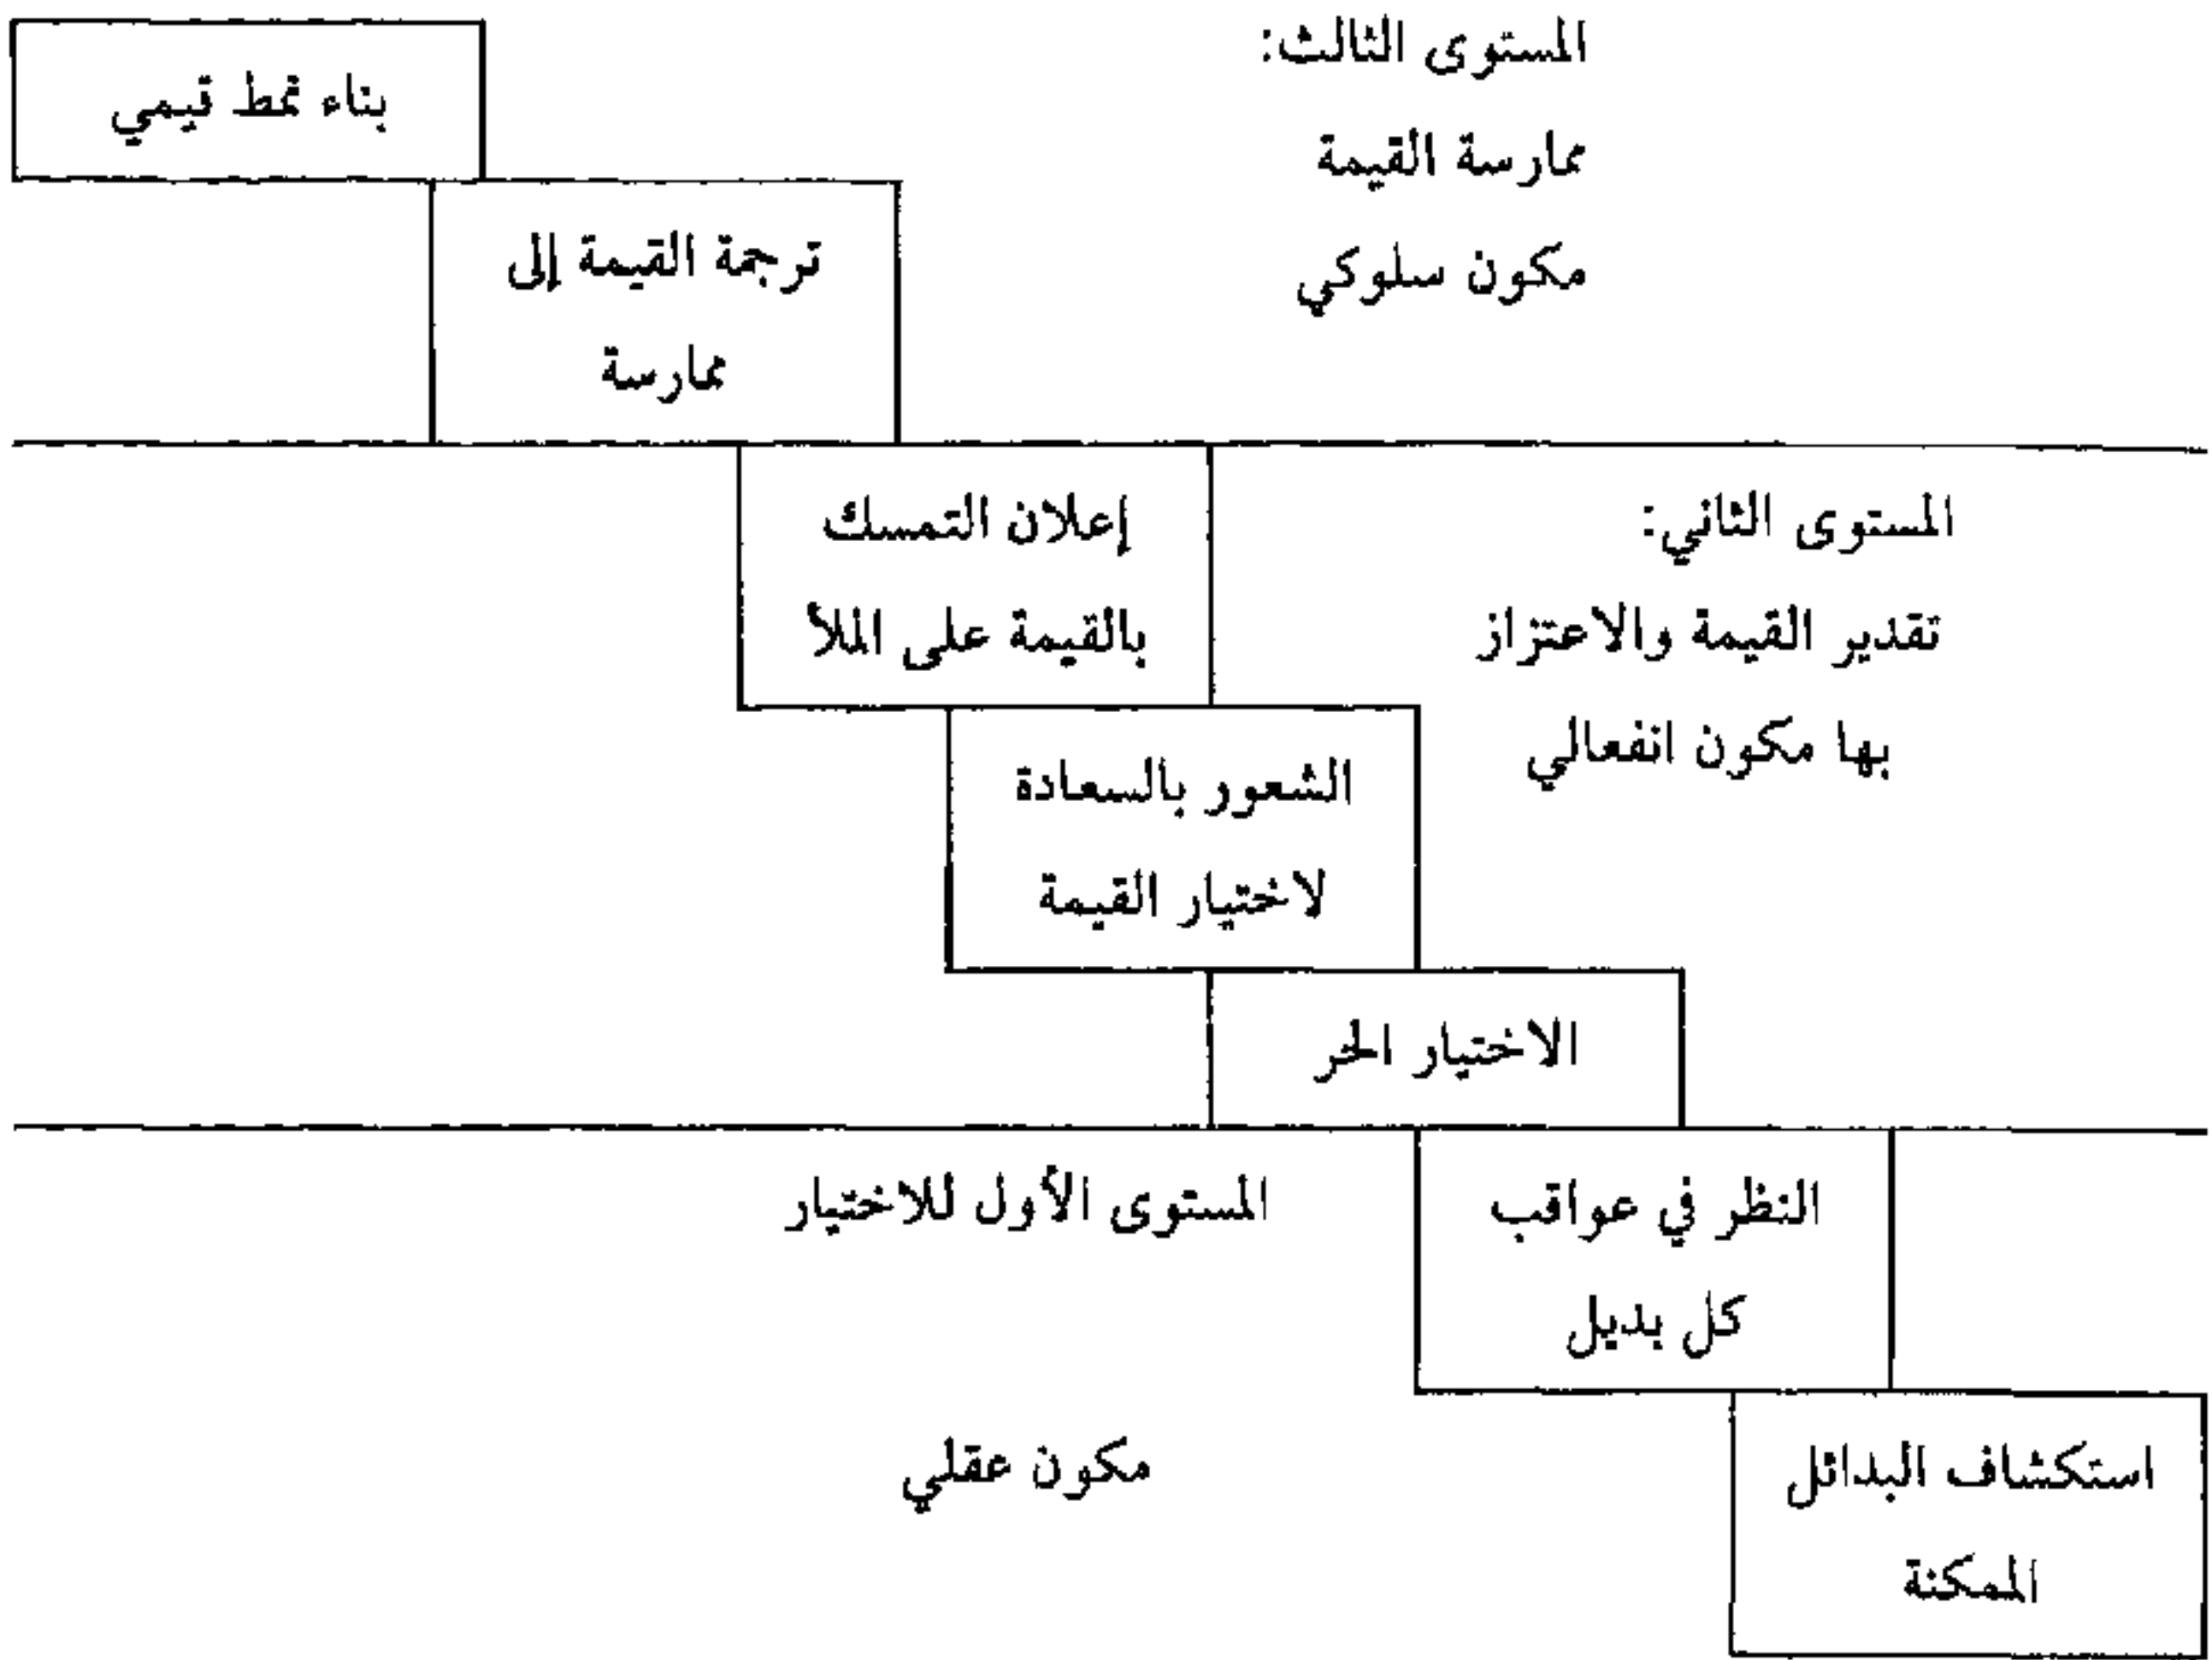 المستوى الثالث:
ممارسة القيمة
مكون سلوكي
بناء نمط قيمي
ترجمة القيمة إلى
ممارسة
المستوى الثاني:
تقدير القيمة والاعتزاز
بها مكون انفعالي
إعلان التمسك
بالقيمة على الملأ
الشعور بالسعادة
لاختيار القيمة
الاختيار الحر
النظر في عواقب
كل بديل
المستوى الأول للاختيار
استكشاف البدائل
الممكنة
مكون عقلي